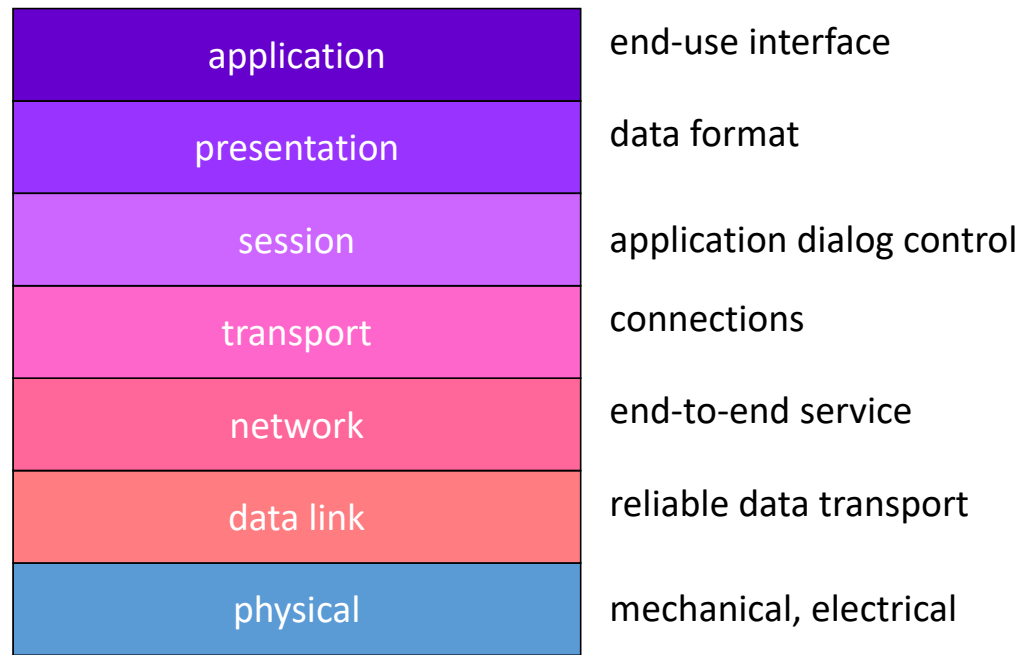 application
end-use interface
presentation
data format
session
application dialog control
transport
connections
network
end-to-end service
data link
reliable data transport
physical
mechanical, electrical